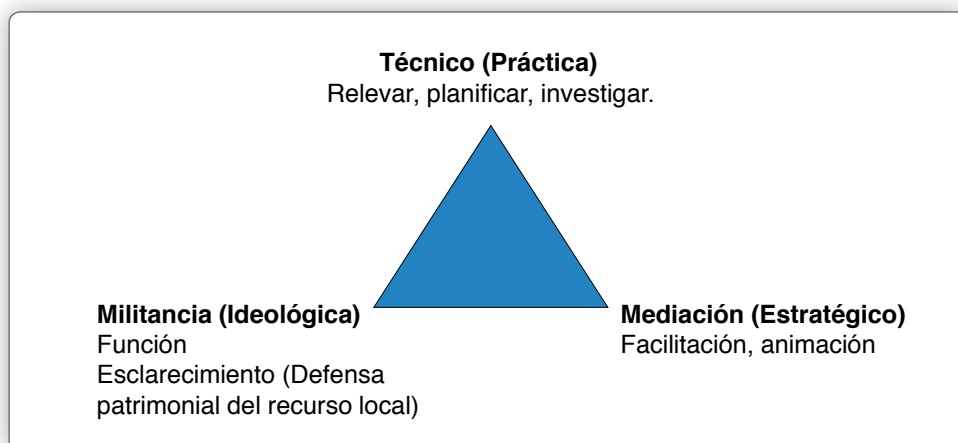 Técnico (Práctica)
Relevar, planificar, investigar.
Militancia (Ideológica)
Función
Esclarecimiento (Defensa
patrimonial del recurso local)
Mediación (Estratégico)
Facilitación, animación